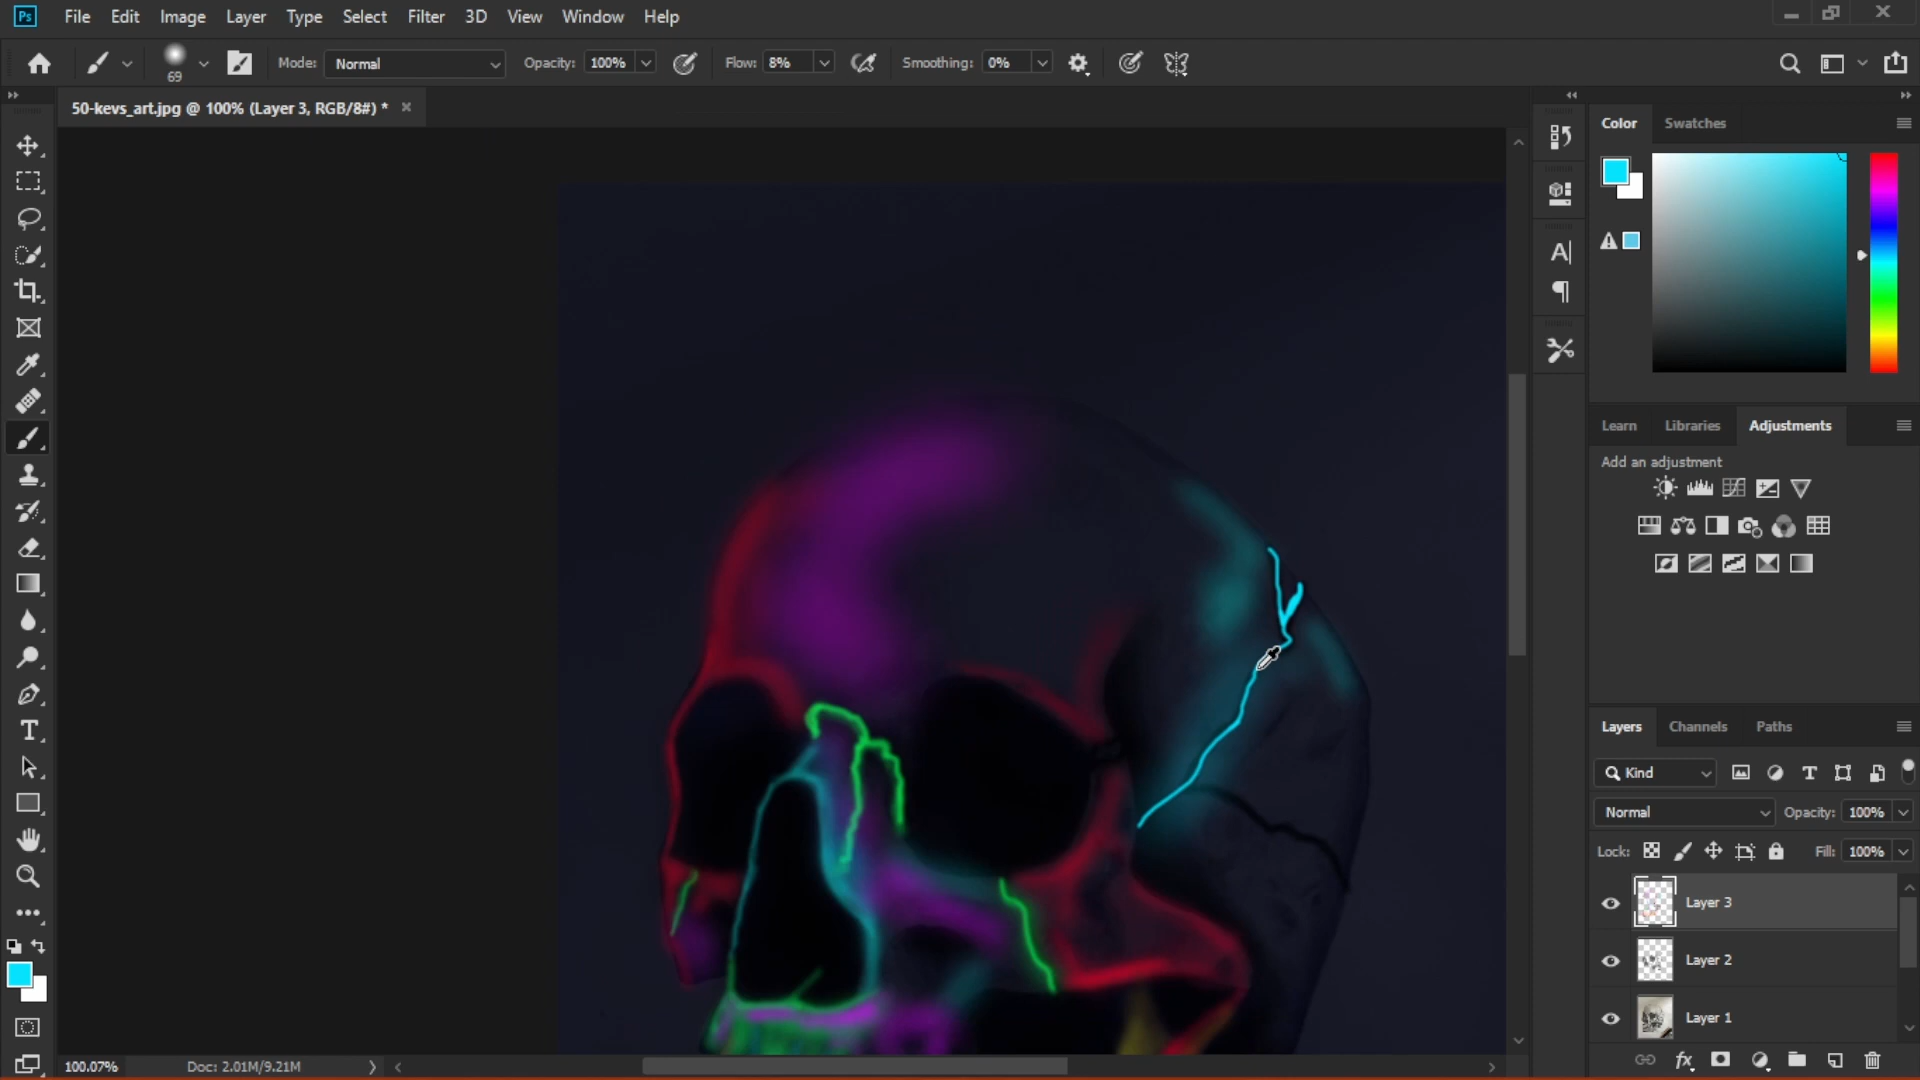 Ps File Edit Image Layer Type Select Filter 3D View Window Help
69 Mode: Normal Opacity: 100% Flow: 8% Smoothing: 0%
50-kevs_art.jpg @ 100% (Layer 3, RGB/8#) *
Color Swatches
Learn Libraries Adjustments
Add an adjustment
Layers Channels Paths
Kind
Normal Opacity: 100%
Lock: Fill: 100%
Layer 3
Layer 2
Layer 1
100.07% Doc: 2.01M/9.21M